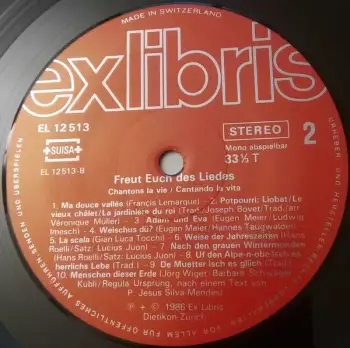 MADE IN SWITZERLAND
exlibris
EL 12 513
SUISA
EL 12513-B
STEREO
2
Mono abspielbar
33⅓ T
Freut Euch des Liedes
Chantons la vie / Cantando la vita
1. Ma douce vallée (Francis Lemarque) - 2. Potpourri: Liobat/Le
vieux châlet/La jardinière du roi (Trad./Joseph Bovet/Trad.(arr.
Véronique Müller) - 3. Adam und Eva (Eugen Meier/Ludwig
Imesch) - 4. Weischus dü? (Eugen Meier/Hannes Taugwalder)
5. La scala (Gian Luca Tocchi) - 6. Weise der Jahreszeiten (Hans
Roelli/Satz: Lucius Juon) - 7. Nach den grauen Wintermonden
(Hans Roelli/Satz: Lucius Juon) - 8. Uf den Alpe-n-obe isch es
herrlichs Lebe (Trad.) - 9. De Muetter isch es gliich (Trad.)
10. Menschen dieser Erde (Jörg Wiget/Barbara Schwager
Kübli/Regula Ursprung, nach einem Text von
P. Jesus Silva Mendes)
℗ + © 1986 Ex Libris
Dietikon Zürich